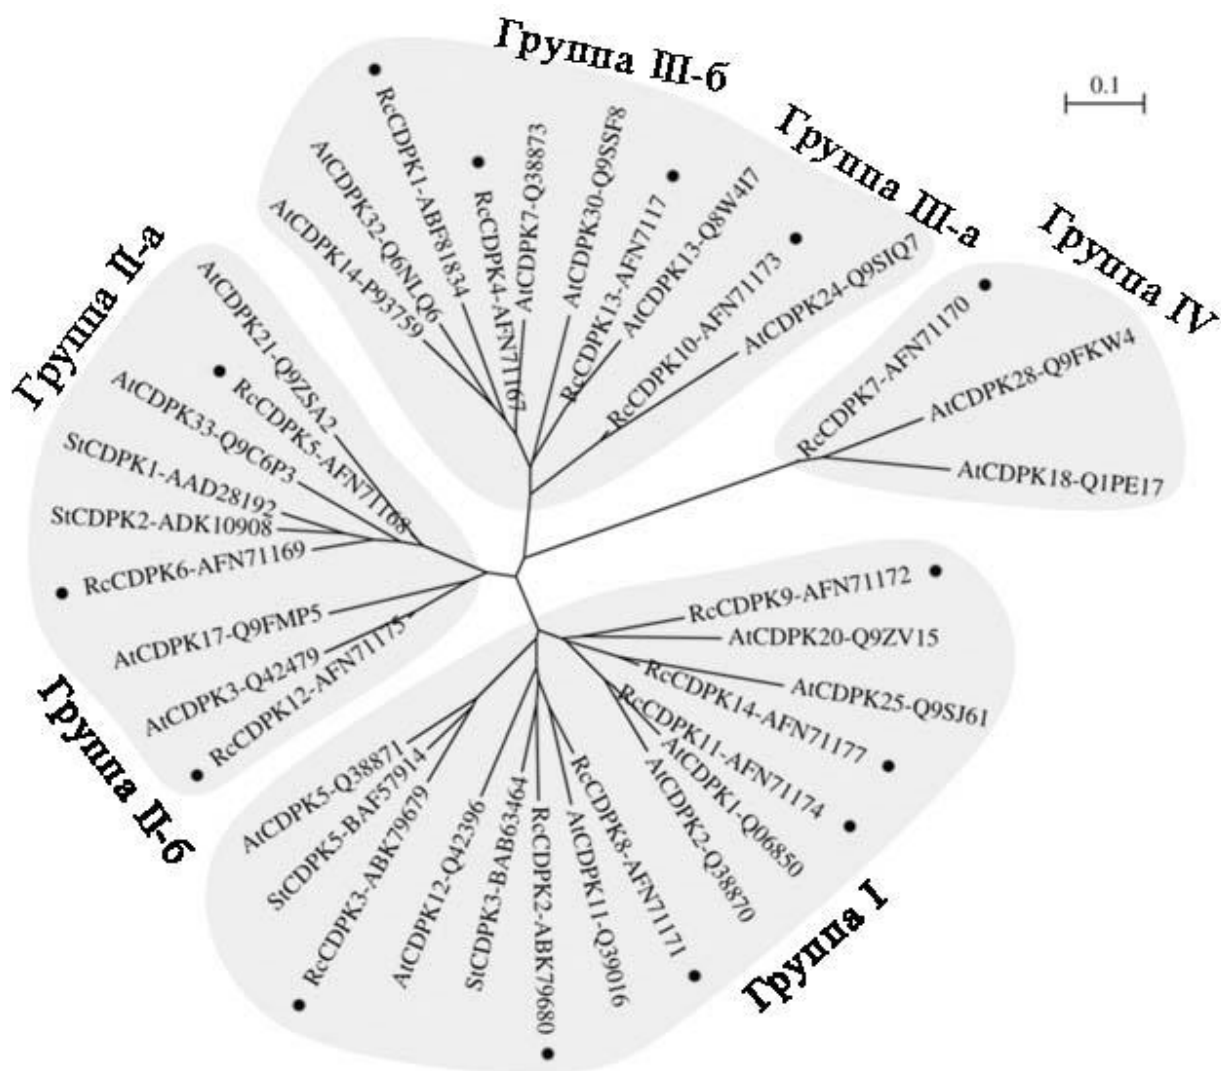 Группа III-б
0.1
Группа III-а
Группа IV
Группа II-а
RcCDPK1-ABF81834
AtCDPK32-Q6NLQ6
AtCDPK14-P93759
RcCDPK4-AFN71167
AtCDPK7-Q38873
AtCDPK30-Q9SSF8
RcCDPK13-AFN7117
AtCDPK13-Q8W4I7
RcCDPK10-AFN71173
AtCDPK24-Q9SIQ7
RcCDPK7-AFN71170
AtCDPK28-Q9FKW4
AtCDPK18-Q1PE17
AtCDPK21-Q9ZSA2
RcCDPK5-AFN71168
AtCDPK33-Q9C6P3
StCDPK1-AAD28192
StCDPK2-ADK10908
RcCDPK6-AFN71169
AtCDPK17-Q9FMP5
AtCDPK3-Q42479
RcCDPK12-AFN71175
Группа II-б
RcCDPK9-AFN71172
AtCDPK20-Q9ZV15
AtCDPK25-Q9SJ61
RcCDPK14-AFN71177
RcCDPK11-AFN71174
AtCDPK1-Q06850
AtCDPK2-Q38870
RcCDPK8-AFN71171
AtCDPK11-Q39016
RcCDPK2-ABK79680
StCDPK3-BAB63464
AtCDPK12-Q42396
RcCDPK3-ABK79679
StCDPK5-BAF57914
AtCDPK5-Q38871
Группа I